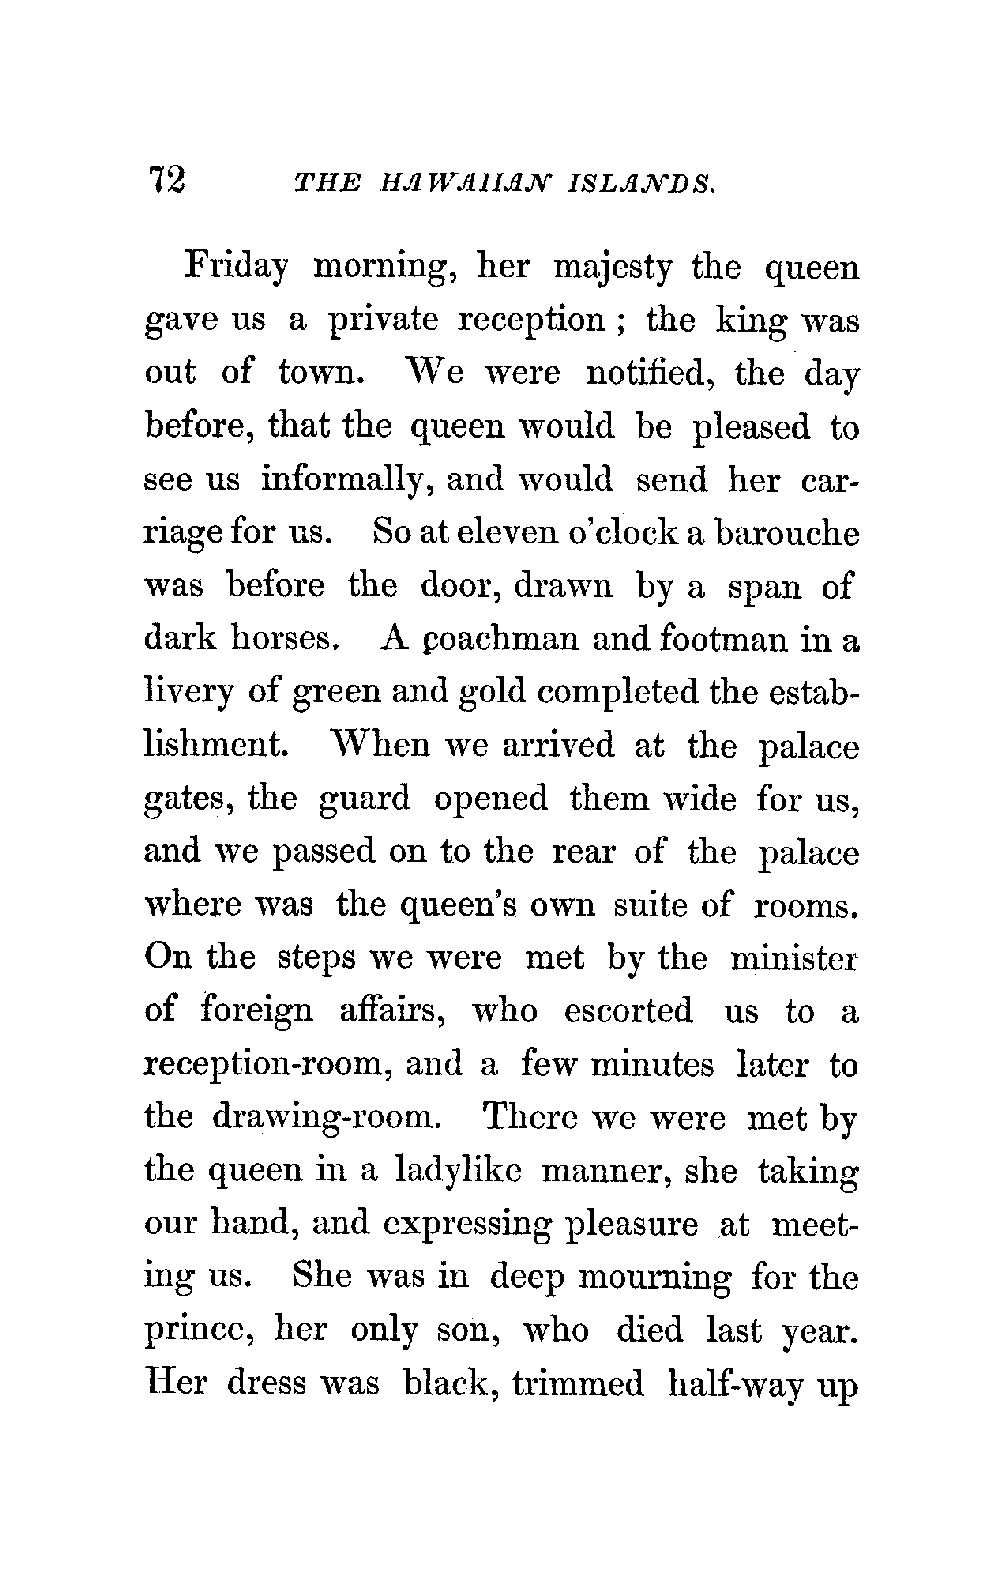 72 THE HAWAIIAN ISLANDS.
Friday morning, her majesty the queen
gave us a private reception ; the king was
out of town. We were notified, the day
before, that the queen would be pleased to
see us informally, and would send her car-
riage for us. So at eleven o'clock a barouche
was before the door, drawn by a span of
dark horses. A coachman and footman in a
livery of green and gold completed the estab-
lishment. When we arrived at the palace
gates, the guard opened them wide for us,
and we passed on to the rear of the palace
where was the queen's own suite of rooms.
On the steps we were met by the minister
of foreign affairs, who escorted us to a
reception-room, and a few minutes later to
the drawing-room. There we were met by
the queen in a ladylike manner, she taking
our hand, and expressing pleasure at meet-
ing us. She was in deep mourning for the
prince, her only son, who died last year.
Her dress was black, trimmed half-way up